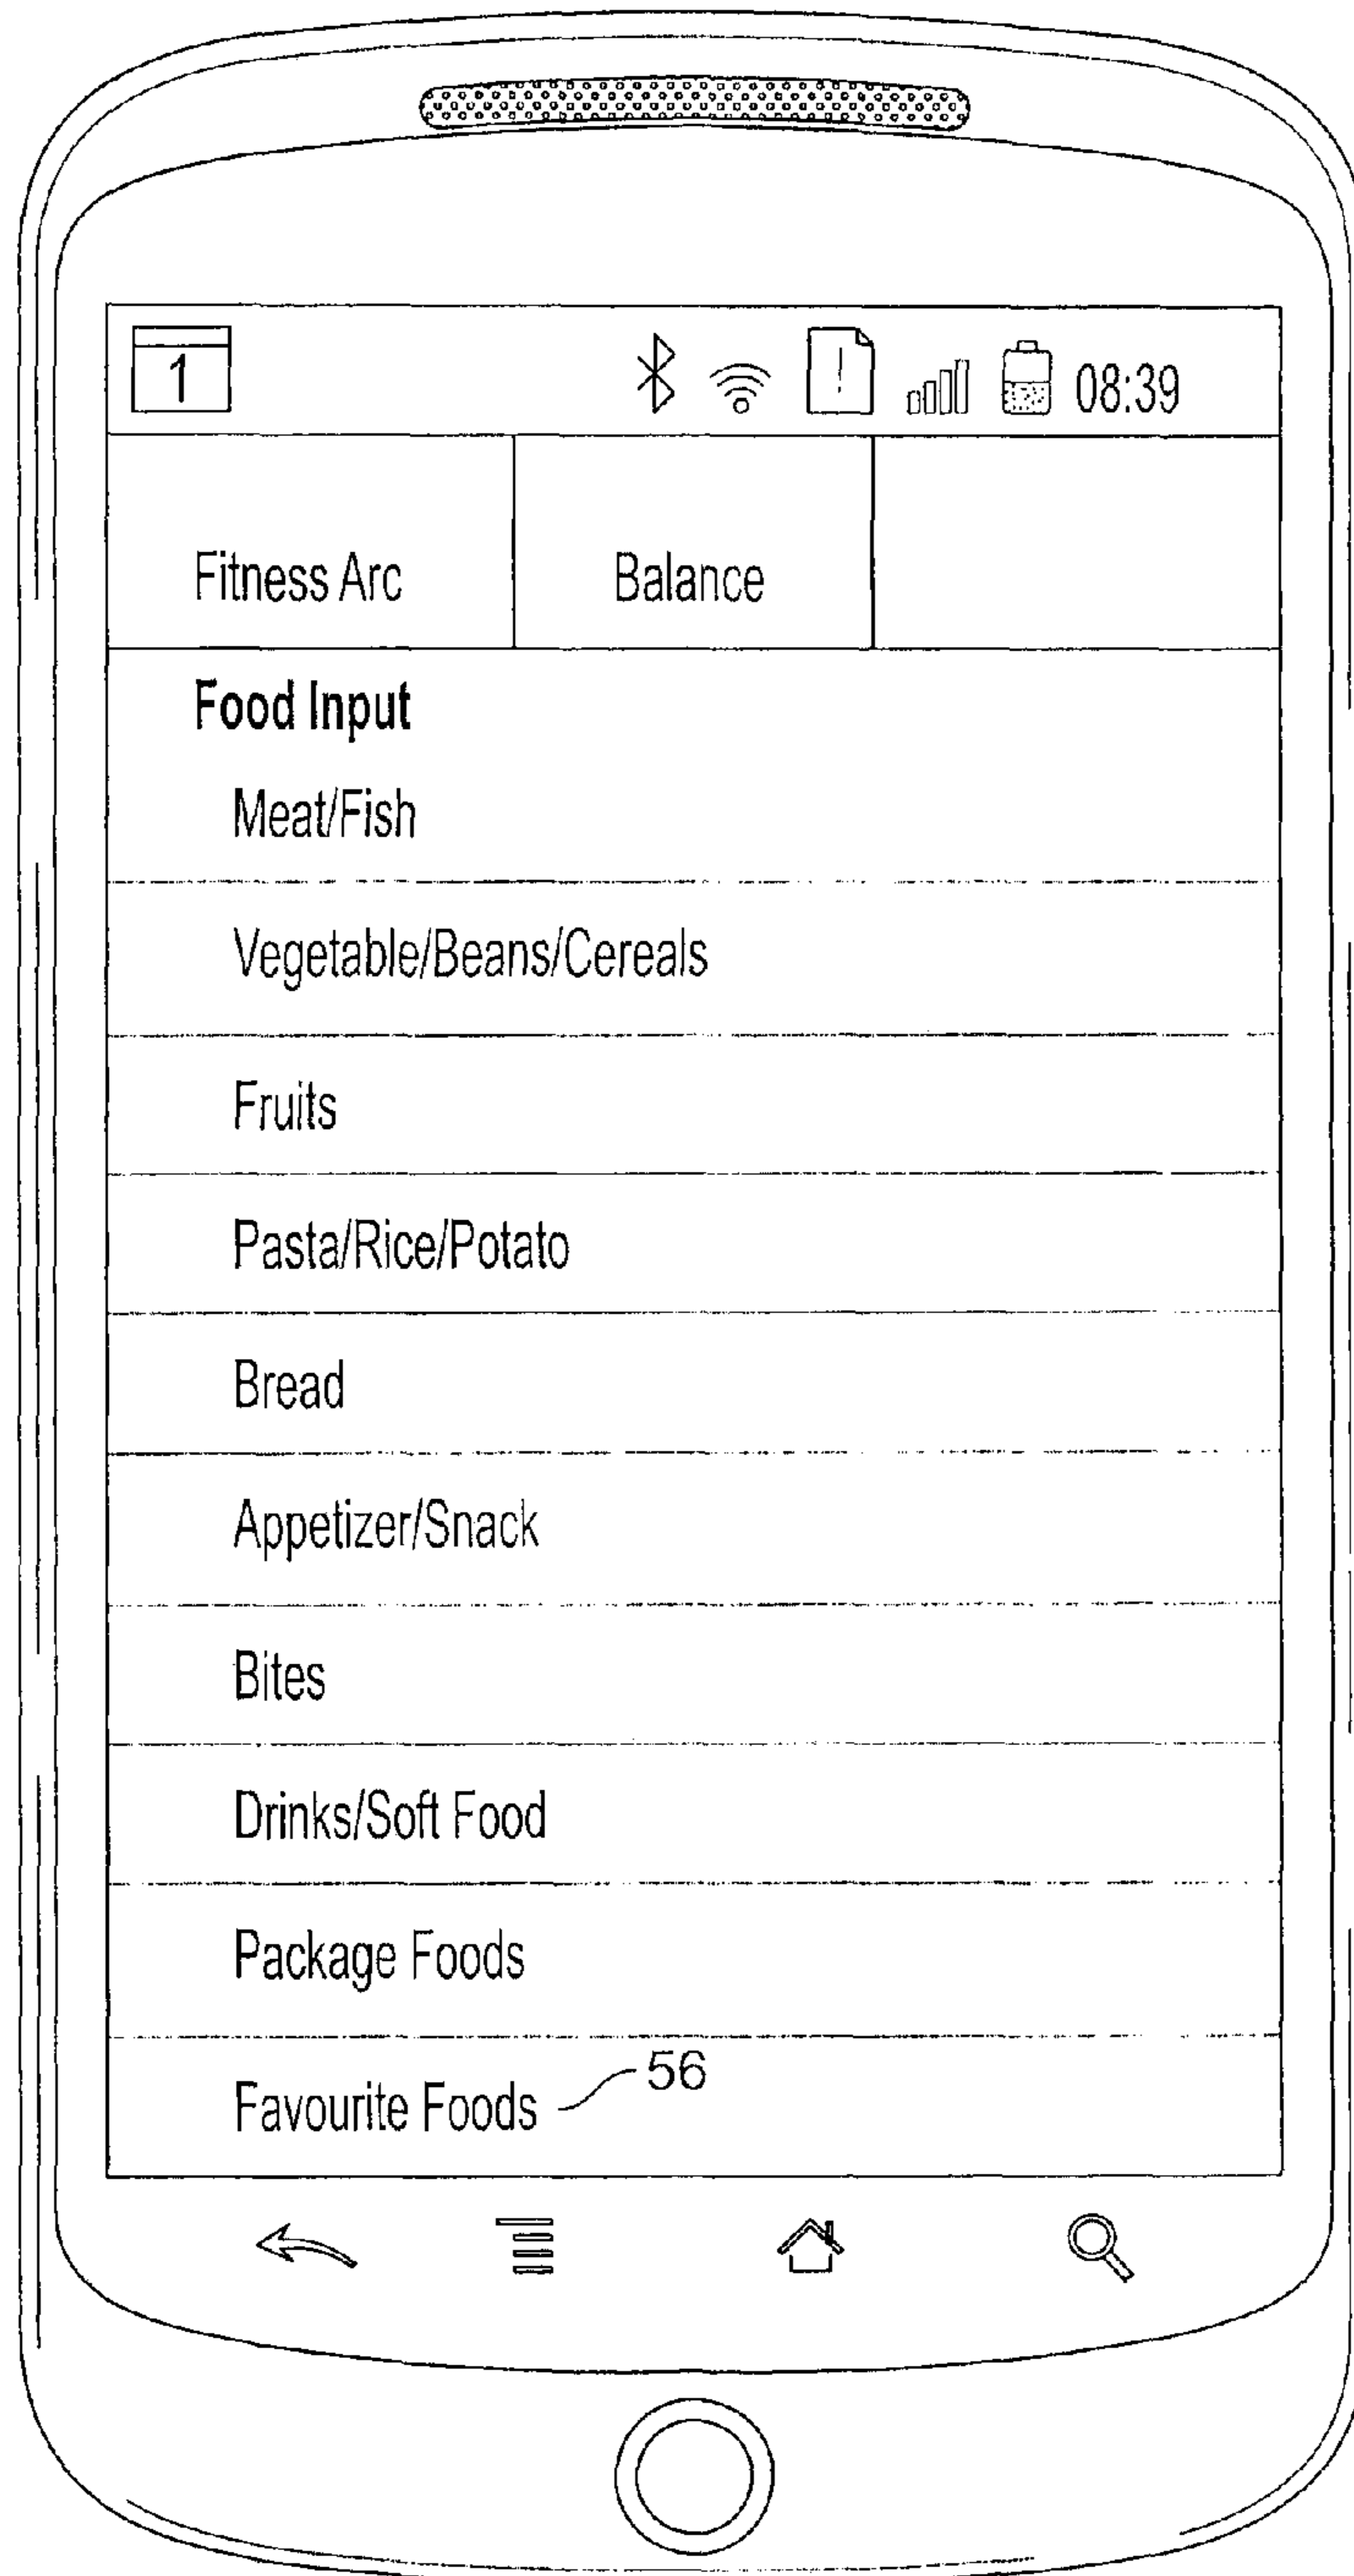 1 08:39
Fitness Arc Balance
Food Input
Meat/Fish
Vegetable/Beans/Cereals
Fruits
Pasta/Rice/Potato
Bread
Appetizer/Snack
Bites
Drinks/Soft Food
Package Foods
Favourite Foods 56